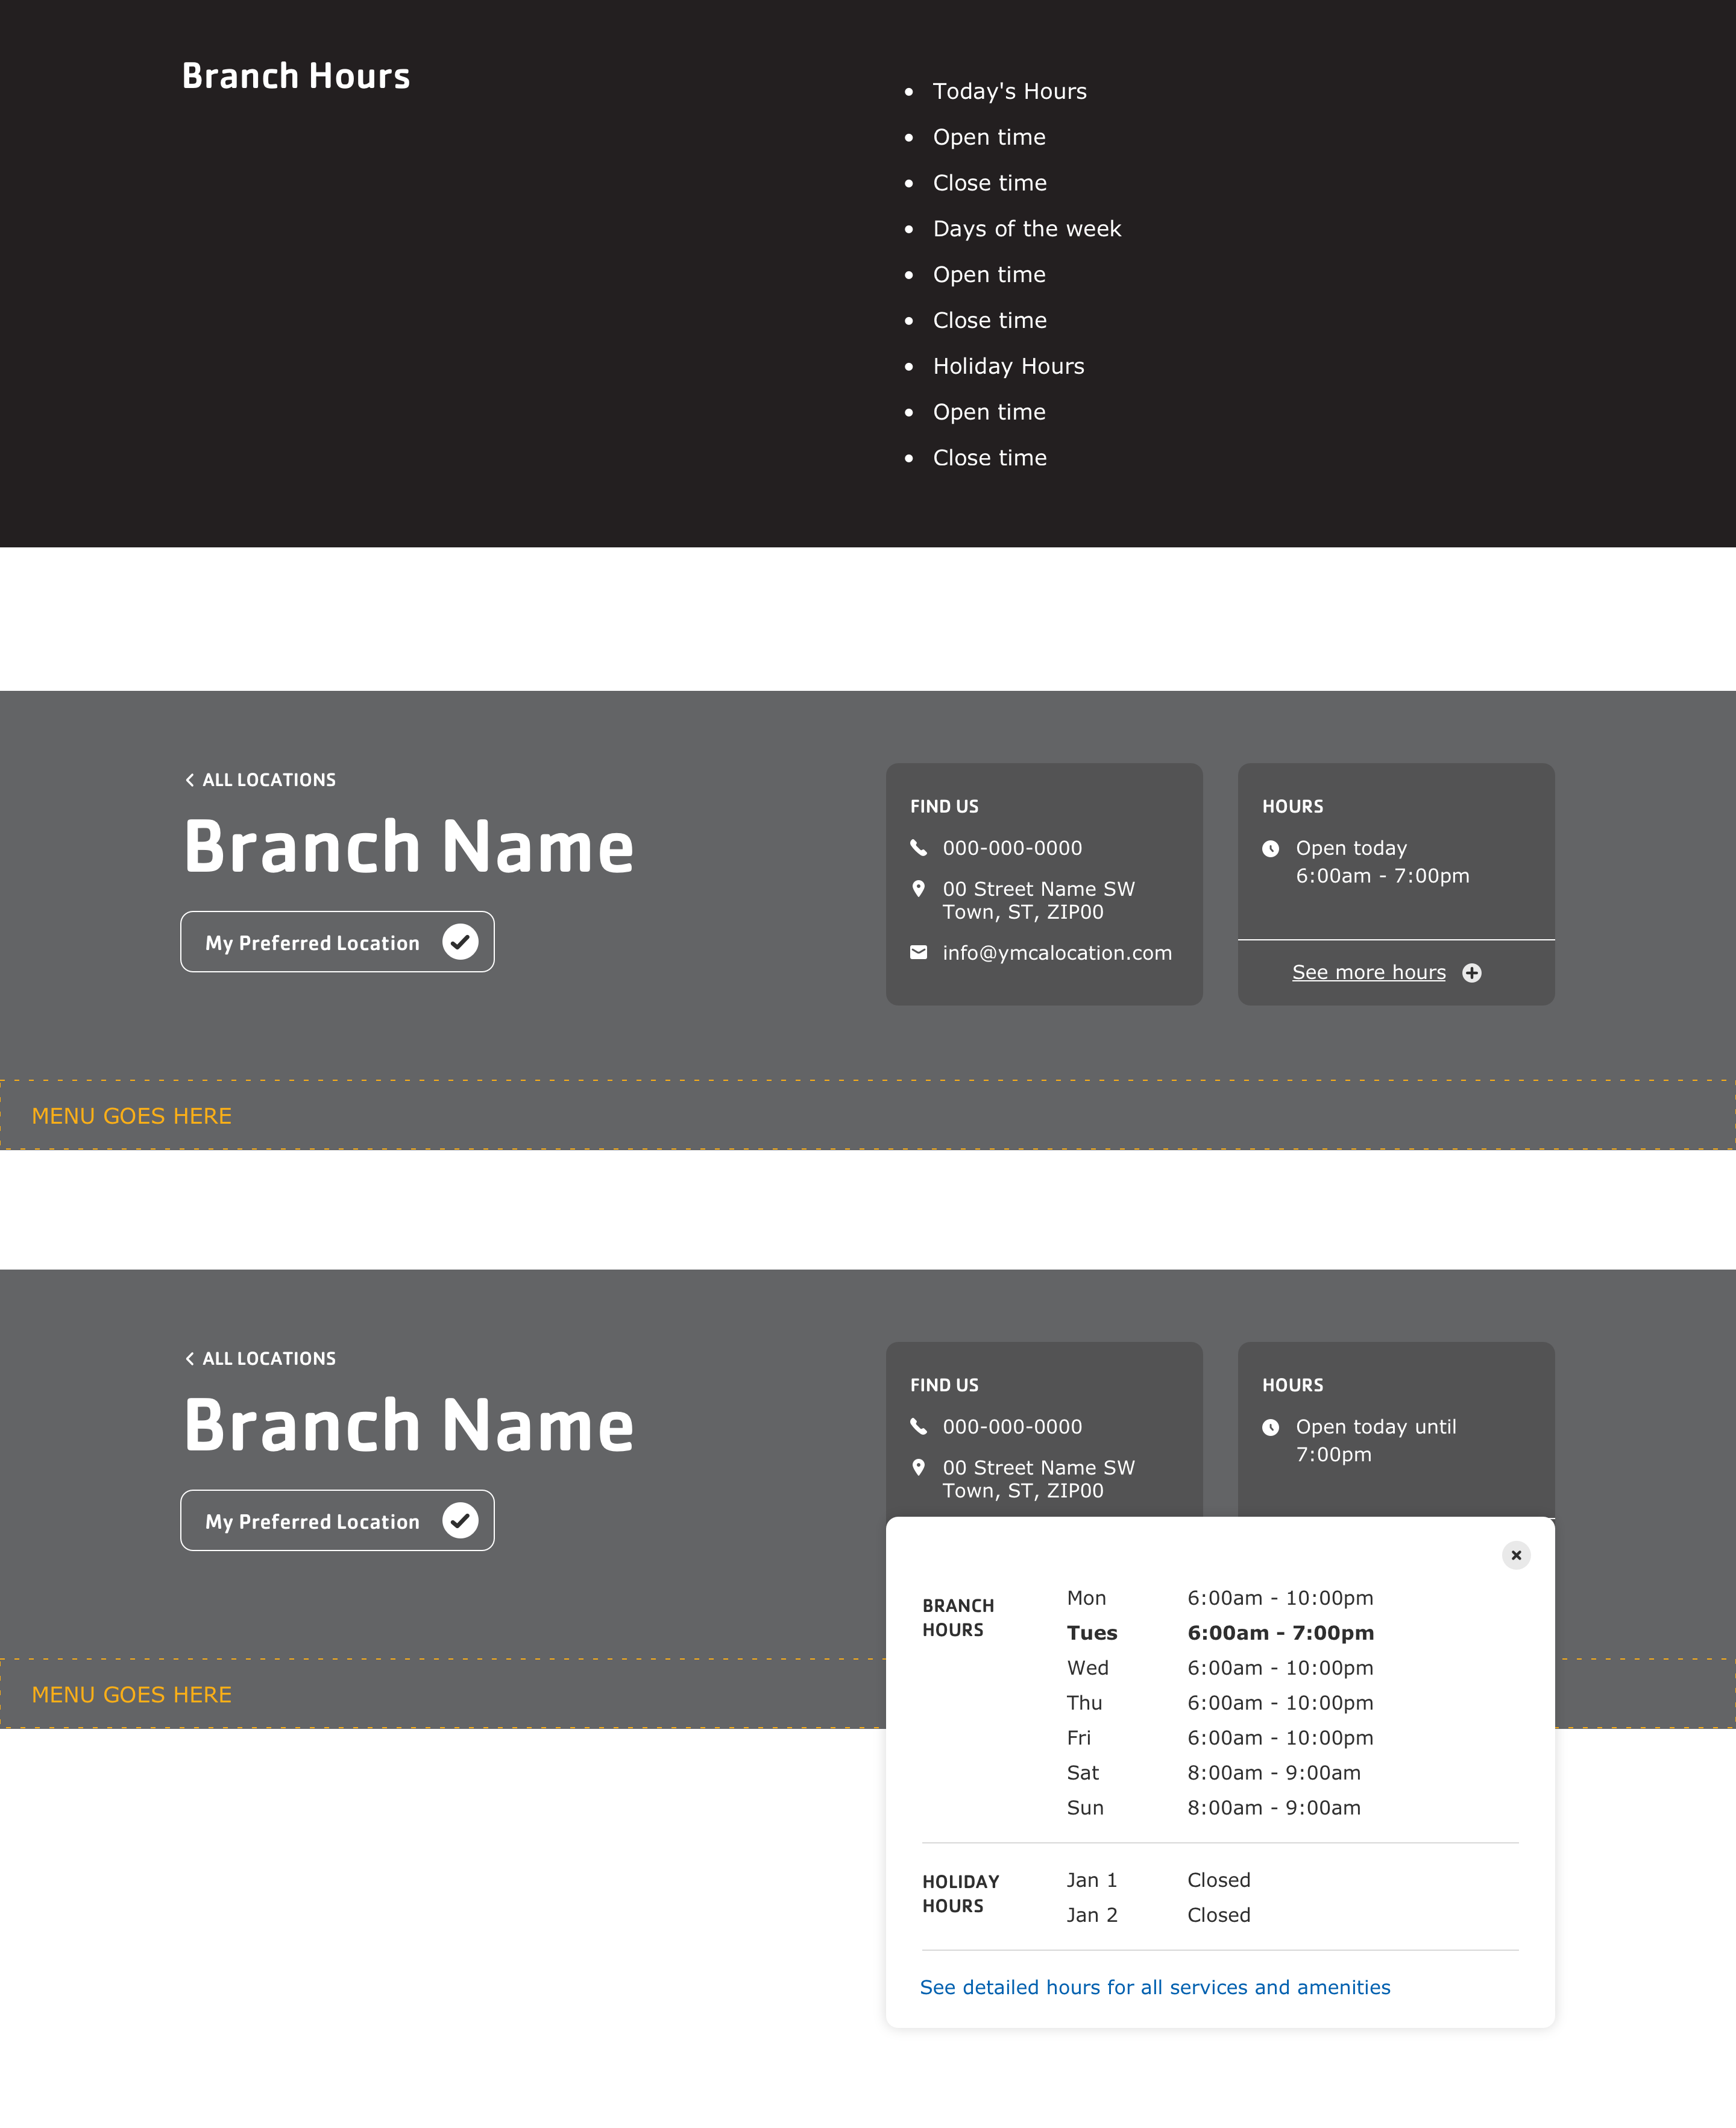 Branch Hours
Today's Hours
Open time
Close time
Days of the week
Open time
Close time
Holiday Hours
Open time
Close time
ALL LOCATIONS
Branch Name
My Preferred Location
FIND US
000-000-0000
00 Street Name SW
Town, ST, ZIP00
info@ymcalocation.com
HOURS
Open today
6:00am - 7:00pm
See more hours
MENU GOES HERE
ALL LOCATIONS
Branch Name
My Preferred Location
FIND US
000-000-0000
00 Street Name SW
Town, ST, ZIP00
HOURS
Open today until
7:00pm
MENU GOES HERE
BRANCH
HOURS
Mon 6:00am - 10:00pm
Tues 6:00am - 7:00pm
Wed 6:00am - 10:00pm
Thu 6:00am - 10:00pm
Fri 6:00am - 10:00pm
Sat 8:00am - 9:00am
Sun 8:00am - 9:00am
HOLIDAY
HOURS
Jan 1 Closed
Jan 2 Closed
See detailed hours for all services and amenities